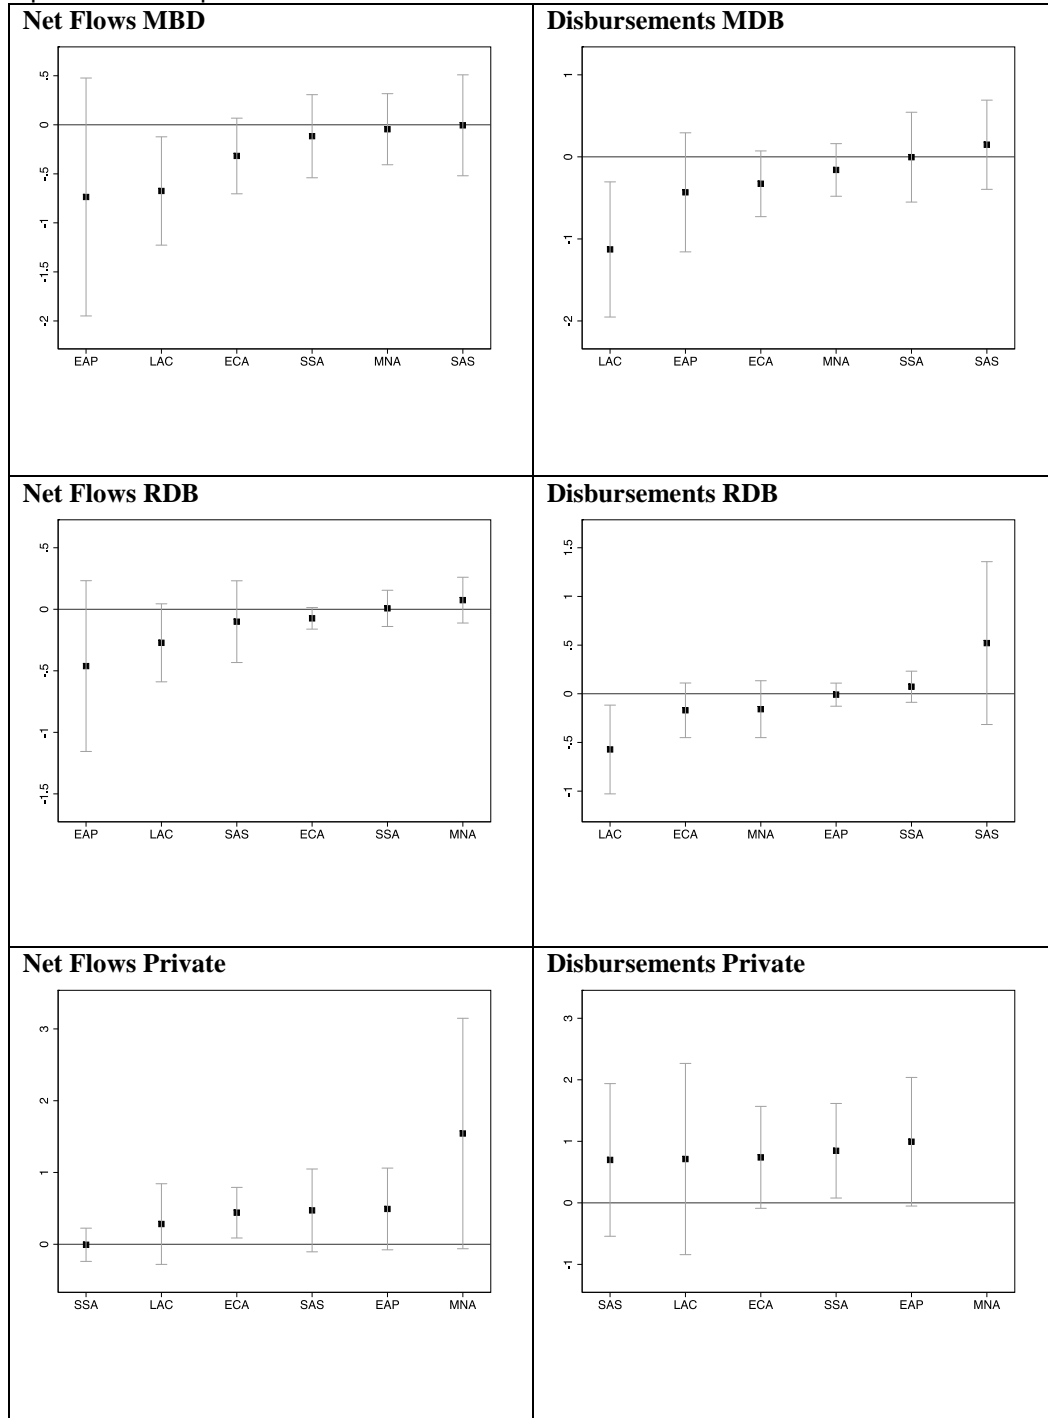 Net Flows MBD
.5
0
-.5
-1
-1.5
-2
EAP LAC ECA SSA MNA SAS
Disbursements MDB
1
0
-1
-2
LAC EAP ECA MNA SSA SAS
Net Flows RDB
.5
0
-.5
-1
-1.5
EAP LAC SAS ECA SSA MNA
Disbursements RDB
1.5
1
.5
0
-.5
-1
LAC ECA MNA EAP SSA SAS
Net Flows Private
3
2
1
0
SSA LAC ECA SAS EAP MNA
Disbursements Private
3
2
1
0
-1
SAS LAC ECA SSA EAP MNA